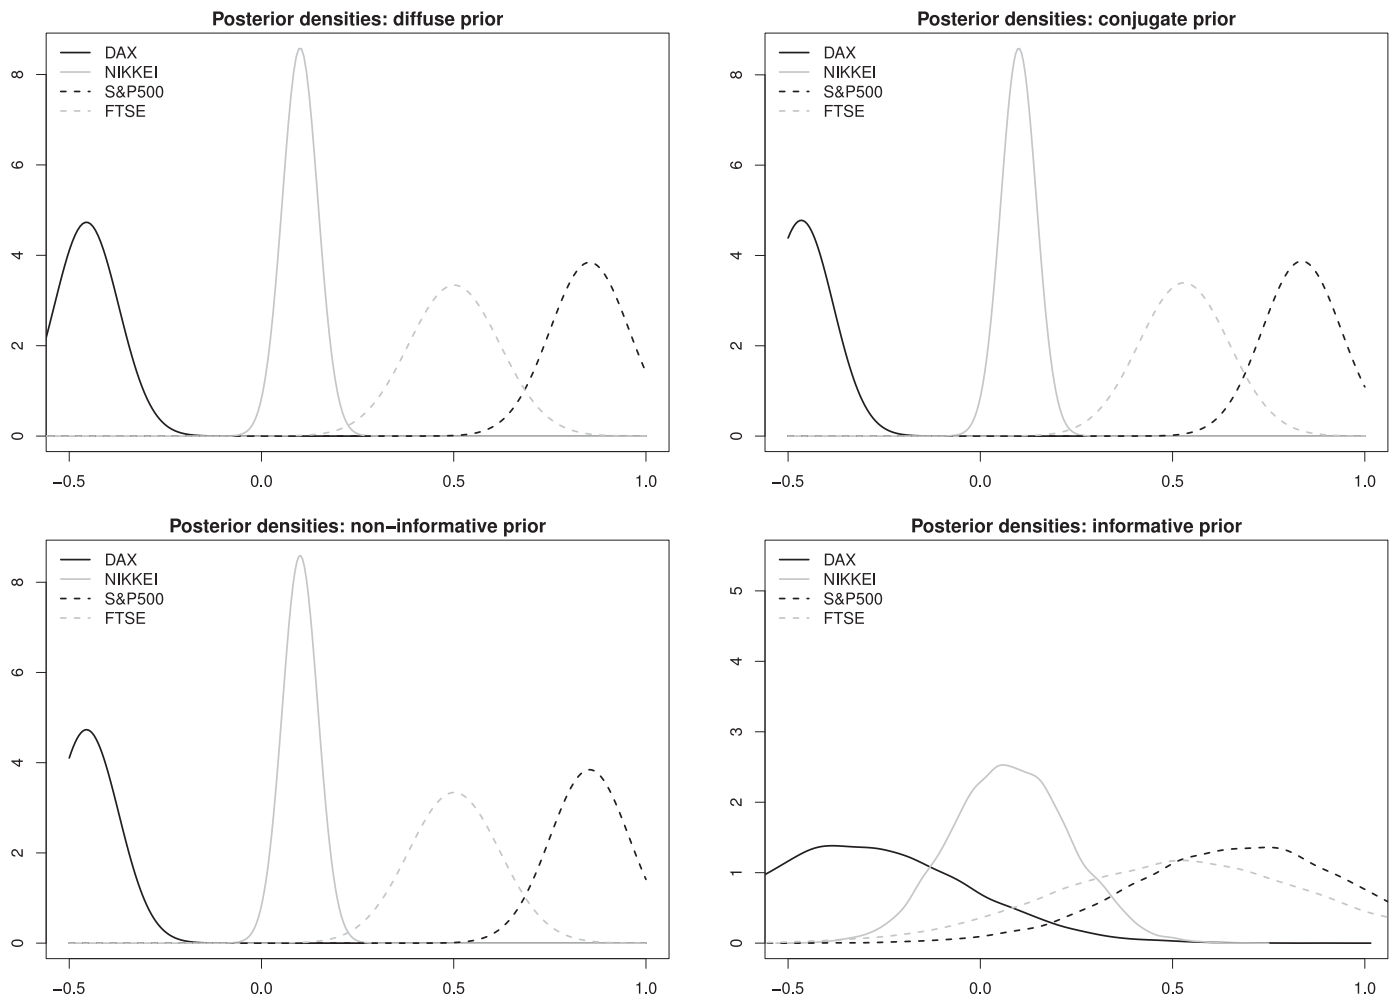 Posterior densities: diffuse prior
DAX
NIKKEI
S&P500
FTSE
8
6
4
2
0
−0.5 0.0 0.5 1.0
Posterior densities: conjugate prior
DAX
NIKKEI
S&P500
FTSE
8
6
4
2
0
−0.5 0.0 0.5 1.0
Posterior densities: non−informative prior
DAX
NIKKEI
S&P500
FTSE
8
6
4
2
0
−0.5 0.0 0.5 1.0
Posterior densities: informative prior
DAX
NIKKEI
S&P500
FTSE
5
4
3
2
1
0
−0.5 0.0 0.5 1.0